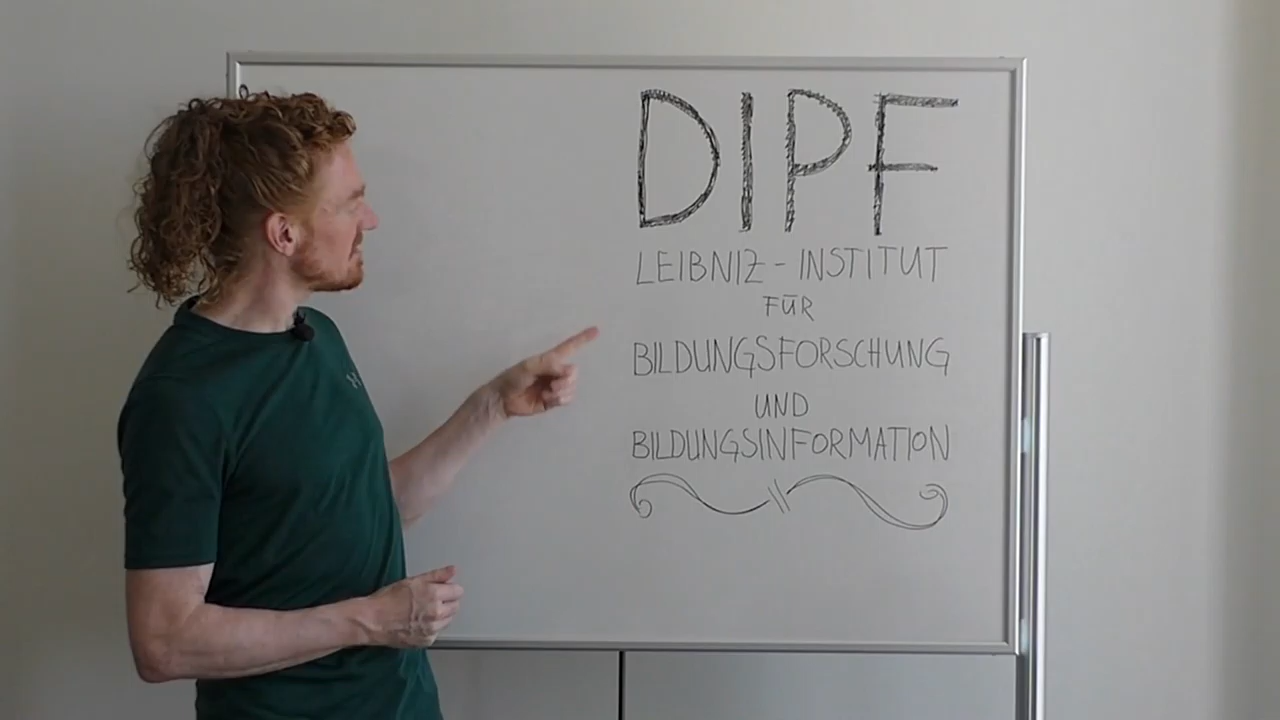 DIPF
LEIBNIZ-INSTITUT
FÜR
BILDUNGSFORSCHUNG
UND
BILDUNGSINFORMATION